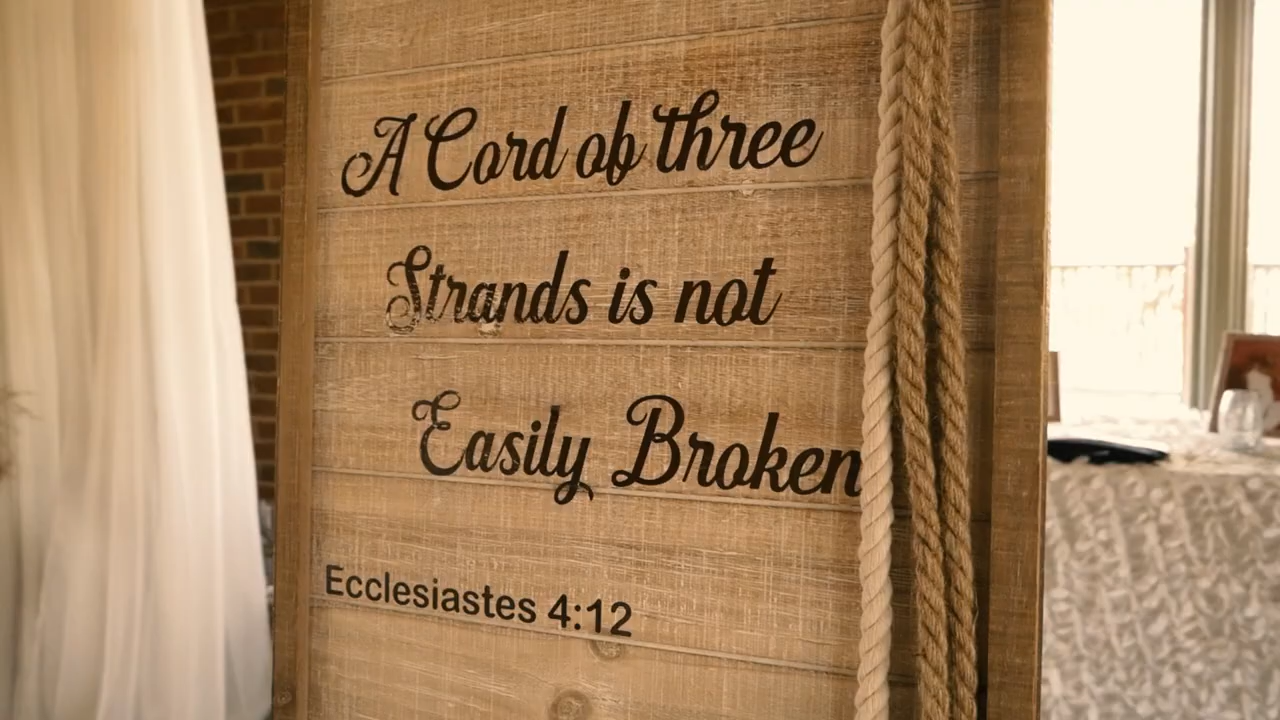 A Cord of three
Strands is not
Easily Broken
Ecclesiastes 4:12